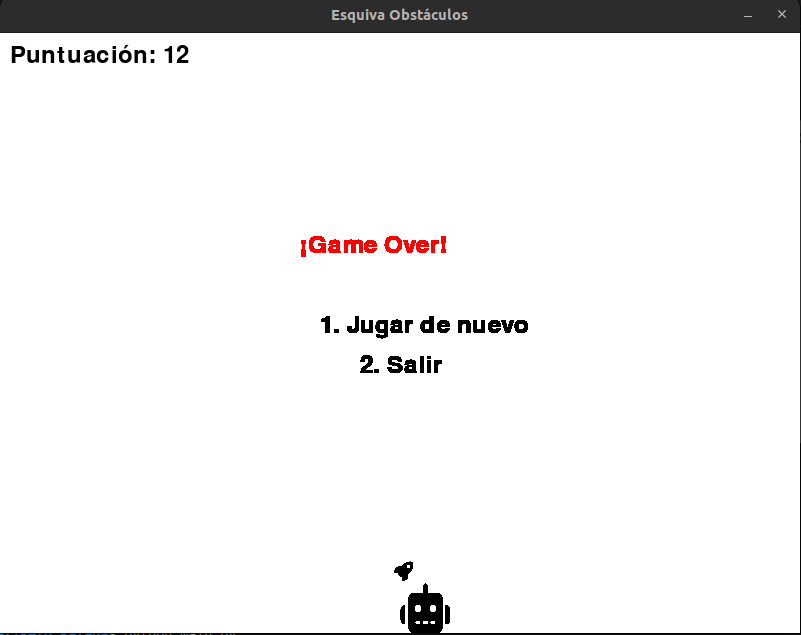 Esquiva Obstáculos
Puntuación: 12
¡Game Over!
1. Jugar de nuevo
2. Salir